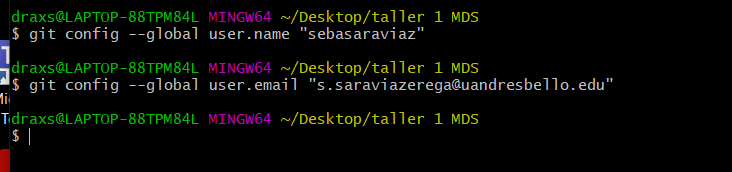 draxs@LAPTOP-88TPM84L MINGW64 ~/Desktop/taller 1 MDS
$ git config --global user.name "sebasaraviaz"
draxs@LAPTOP-88TPM84L MINGW64 ~/Desktop/taller 1 MDS
$ git config --global user.email "s.saraviazerega@uandresbello.edu"
draxs@LAPTOP-88TPM84L MINGW64 ~/Desktop/taller 1 MDS
$